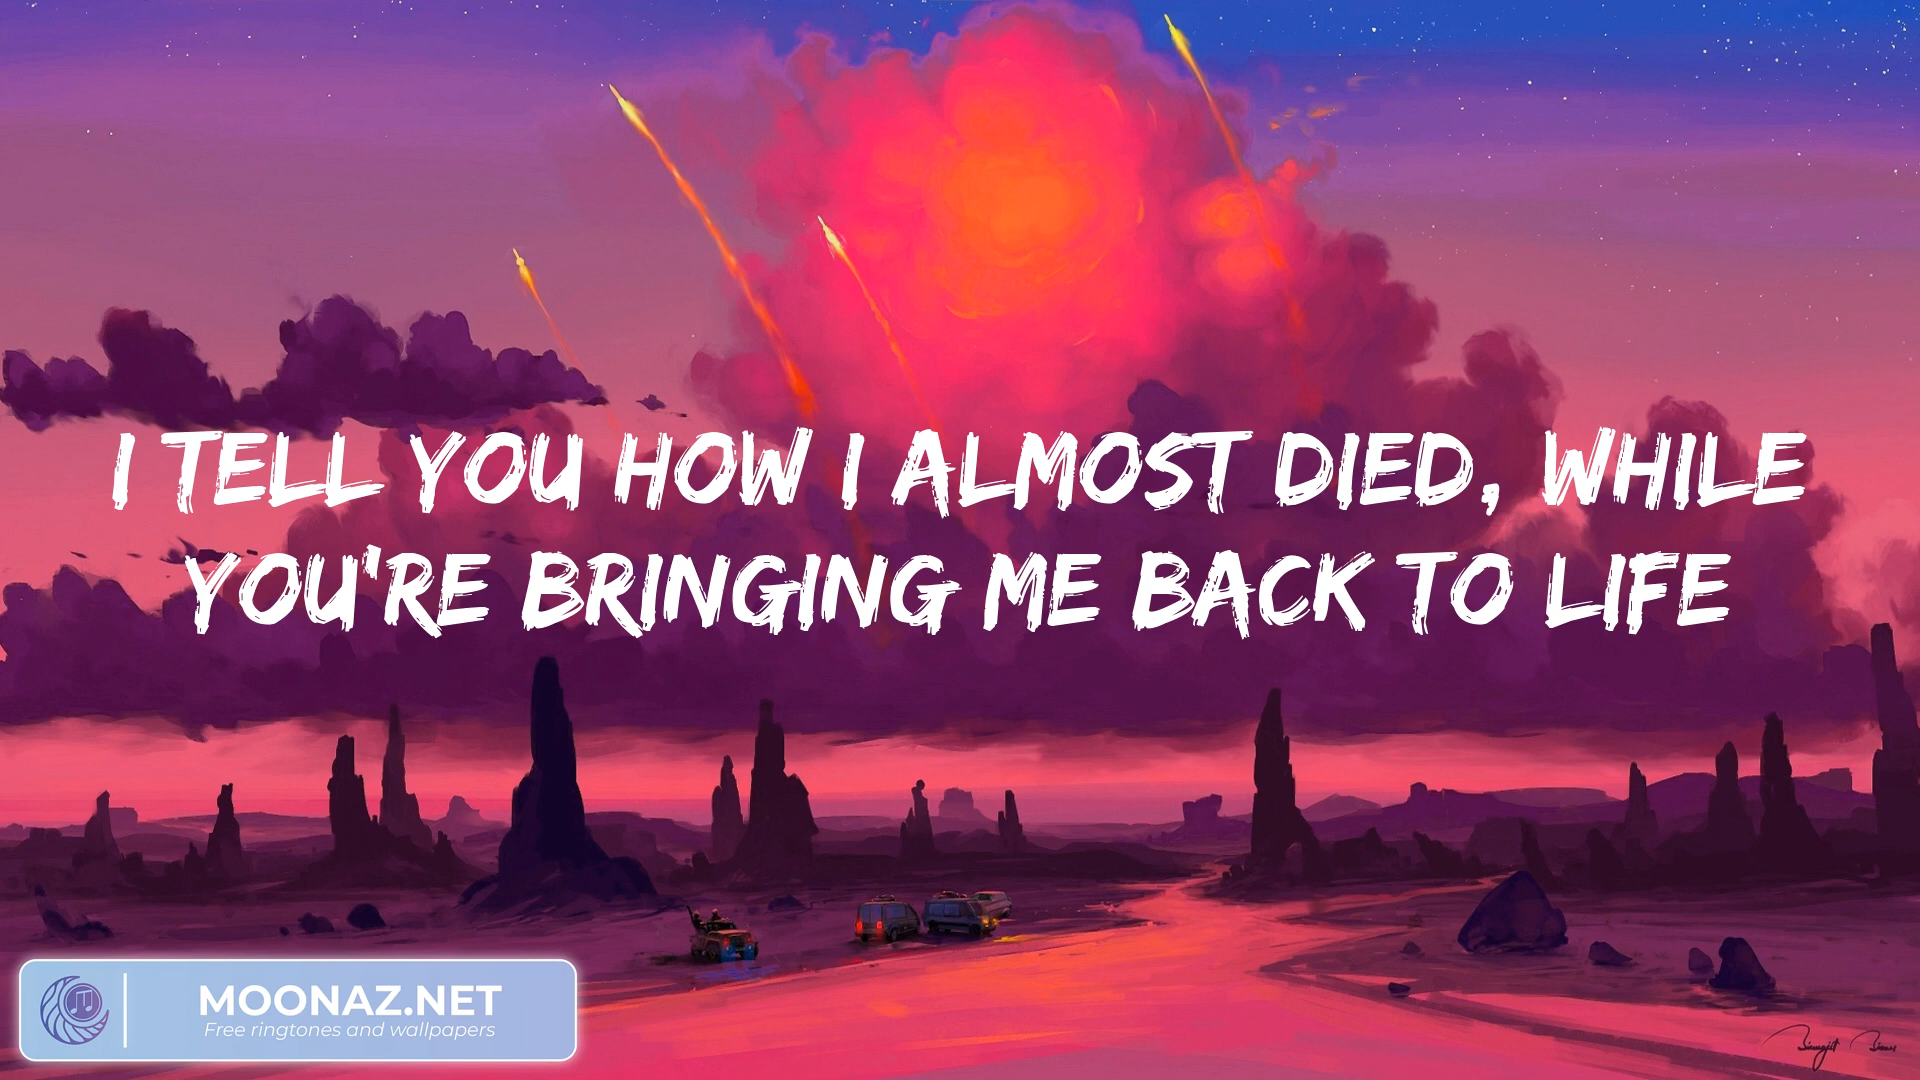 I TELL YOU HOW I ALMOST DIED, WHILE
YOU'RE BRINGING ME BACK TO LIFE
MOONAZ.NET
Free ringtones and wallpapers